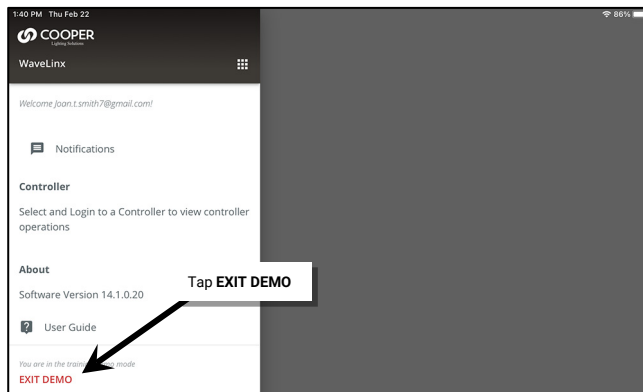 1:40 PM Thu Feb 22
86%
COOPER
Lighting Solutions
WaveLinx
Welcome Joan.t.smith7@gmail.com!
Notifications
Controller
Select and Login to a Controller to view controller
operations
About
Tap EXIT DEMO
Software Version 14.1.0.20
User Guide
You are in the mode
EXIT DEMO